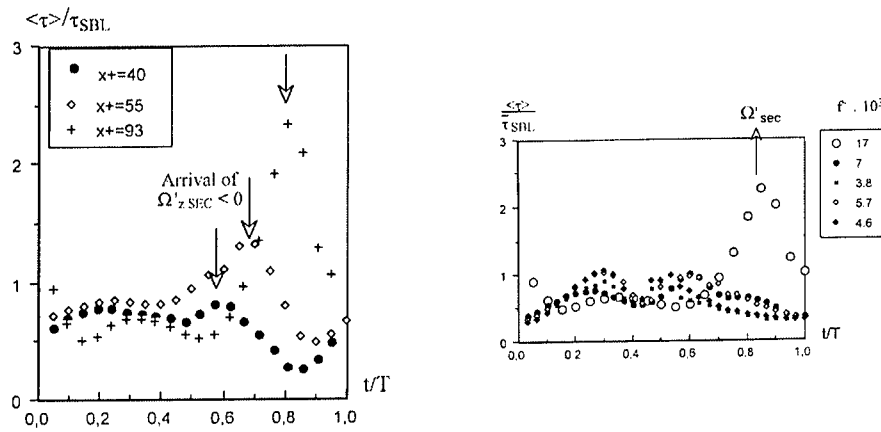 <τ>/τSBL
3
2
1
0
x+=40
x+=55
x+=93
Arrival of
Ω'z SEC < 0
t/T
0,0 0,2 0,4 0,6 0,8 1,0
<τ>
τSBL
3
2
1
0
Ω'sec
17
7
3.8
5.7
4.6
t/T
0.0 0.2 0.4 0.6 0.8 1.0